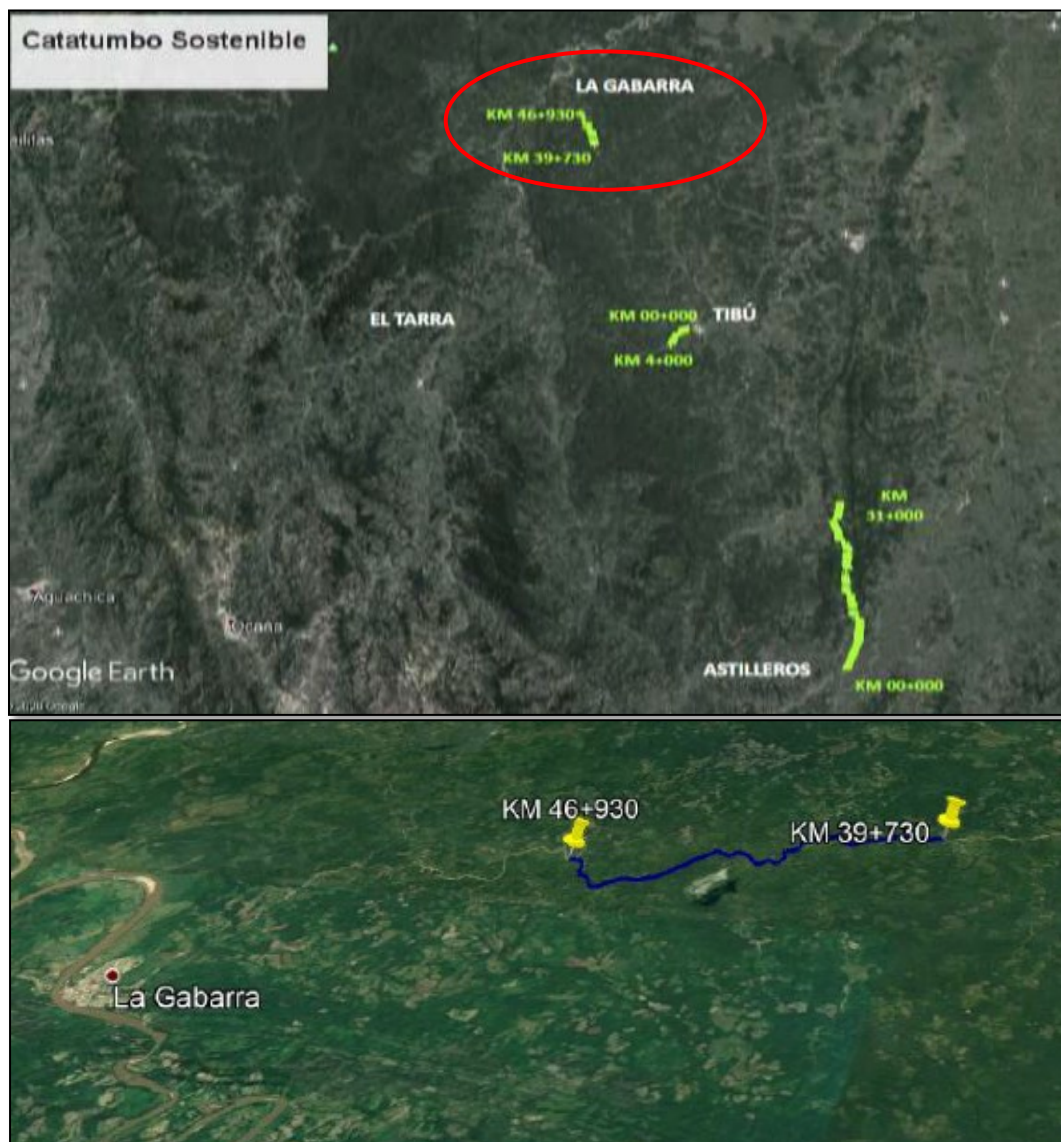 Catatumbo Sostenible
LA GABARRA
KM 46+930
KM 39+730
EL TARRA
KM 00+000
TIBÚ
KM 4+000
KM
31+000
Aguachica
Ocaña
ASTILLEROS
Google Earth
KM 00+000
KM 46+930
KM 39+730
La Gabarra